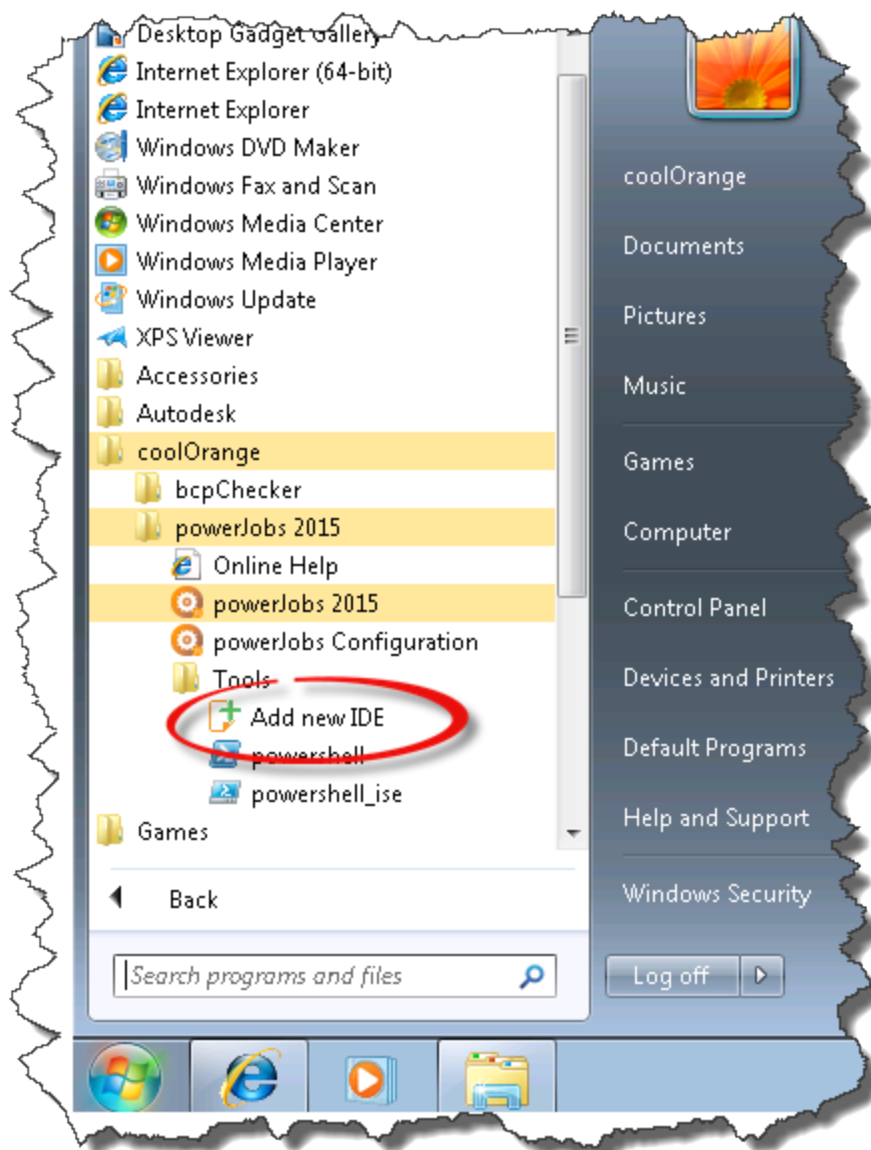 Desktop Gadget Gallery
Internet Explorer (64-bit)
Internet Explorer
Windows DVD Maker
Windows Fax and Scan
Windows Media Center
Windows Media Player
Windows Update
XPS Viewer
Accessories
Autodesk
coolOrange
bcpChecker
powerJobs 2015
Online Help
powerJobs 2015
powerJobs Configuration
Tools
Add new IDE
powershell
powershell_ise
Games
Back
Search programs and files
coolOrange
Documents
Pictures
Music
Games
Computer
Control Panel
Devices and Printers
Default Programs
Help and Support
Windows Security
Log off